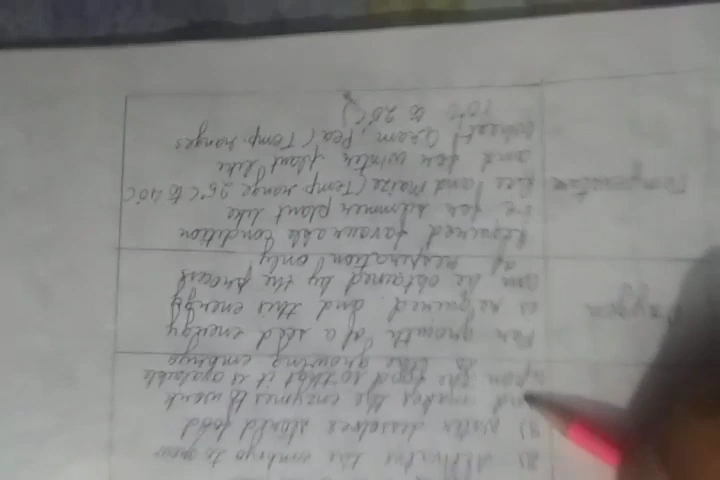 2) Activates the embryo to grow
3) Water dissolves stored food
and makes the enzymes to work
upon the food so that it is available
to the growing embryo
Oxygen
For growth of a seed energy
is required and this energy
can be obtained by the process
of respiration only
Temperature
Required favourable condition
i.e for summer plant like
rice and maize (Temp. range 25°C to 40°C
and for winter plant like
wheat, Gram, Pea (Temp. ranges
10°C to 20°C)